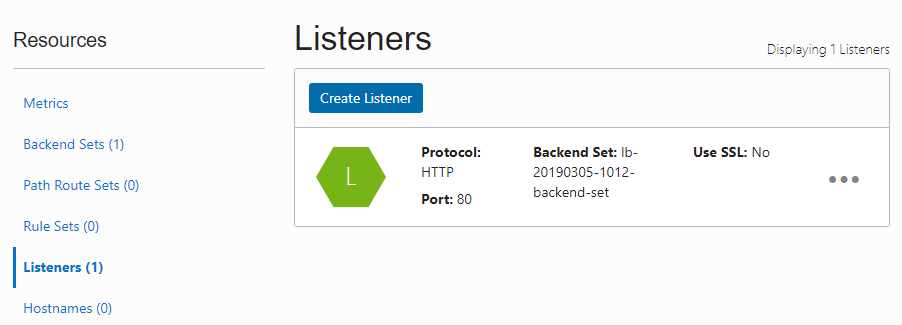 Resources
Metrics
Backend Sets (1)
Path Route Sets (0)
Rule Sets (0)
Listeners (1)
Hostnames (0)
Listeners
Displaying 1 Listeners
Create Listener
L
Protocol:
HTTP
Port: 80
Backend Set: lb-
20190305-1012-
backend-set
Use SSL: No